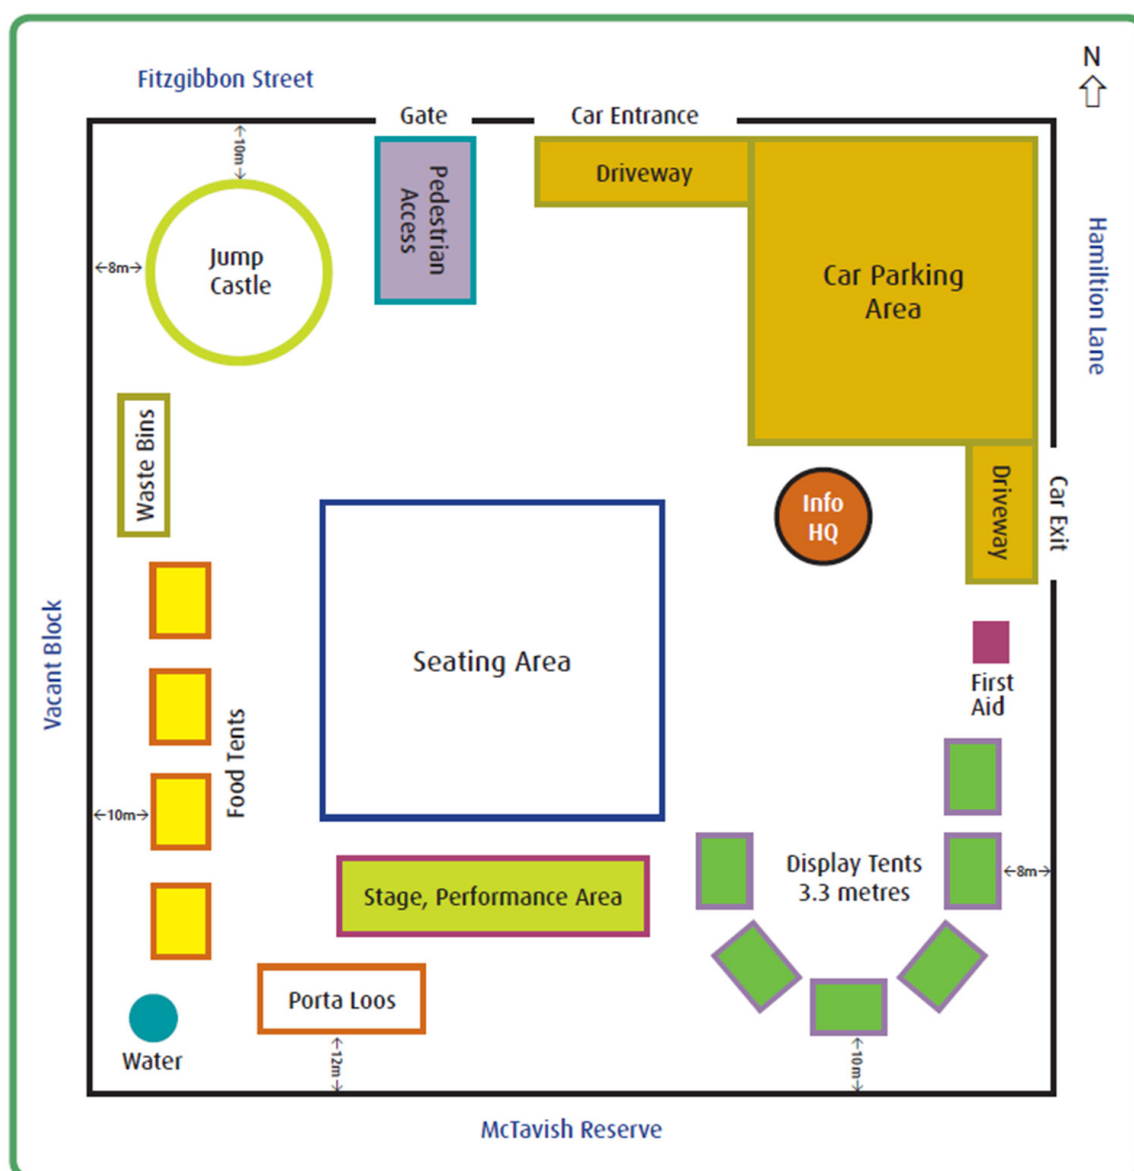 N
Fitzgibbon Street
Gate
Car Entrance
←10m→
Pedestrian
Access
Driveway
Hamiltion Lane
Jump
Castle
←8m→
Car Parking
Area
Waste Bins
Info
HQ
Driveway
Car Exit
Vacant Block
Seating Area
First
Aid
Food Tents
←10m→
Display Tents
3.3 metres
←8m→
Stage, Performance Area
Porta Loos
Water
←12m→
←10m→
McTavish Reserve